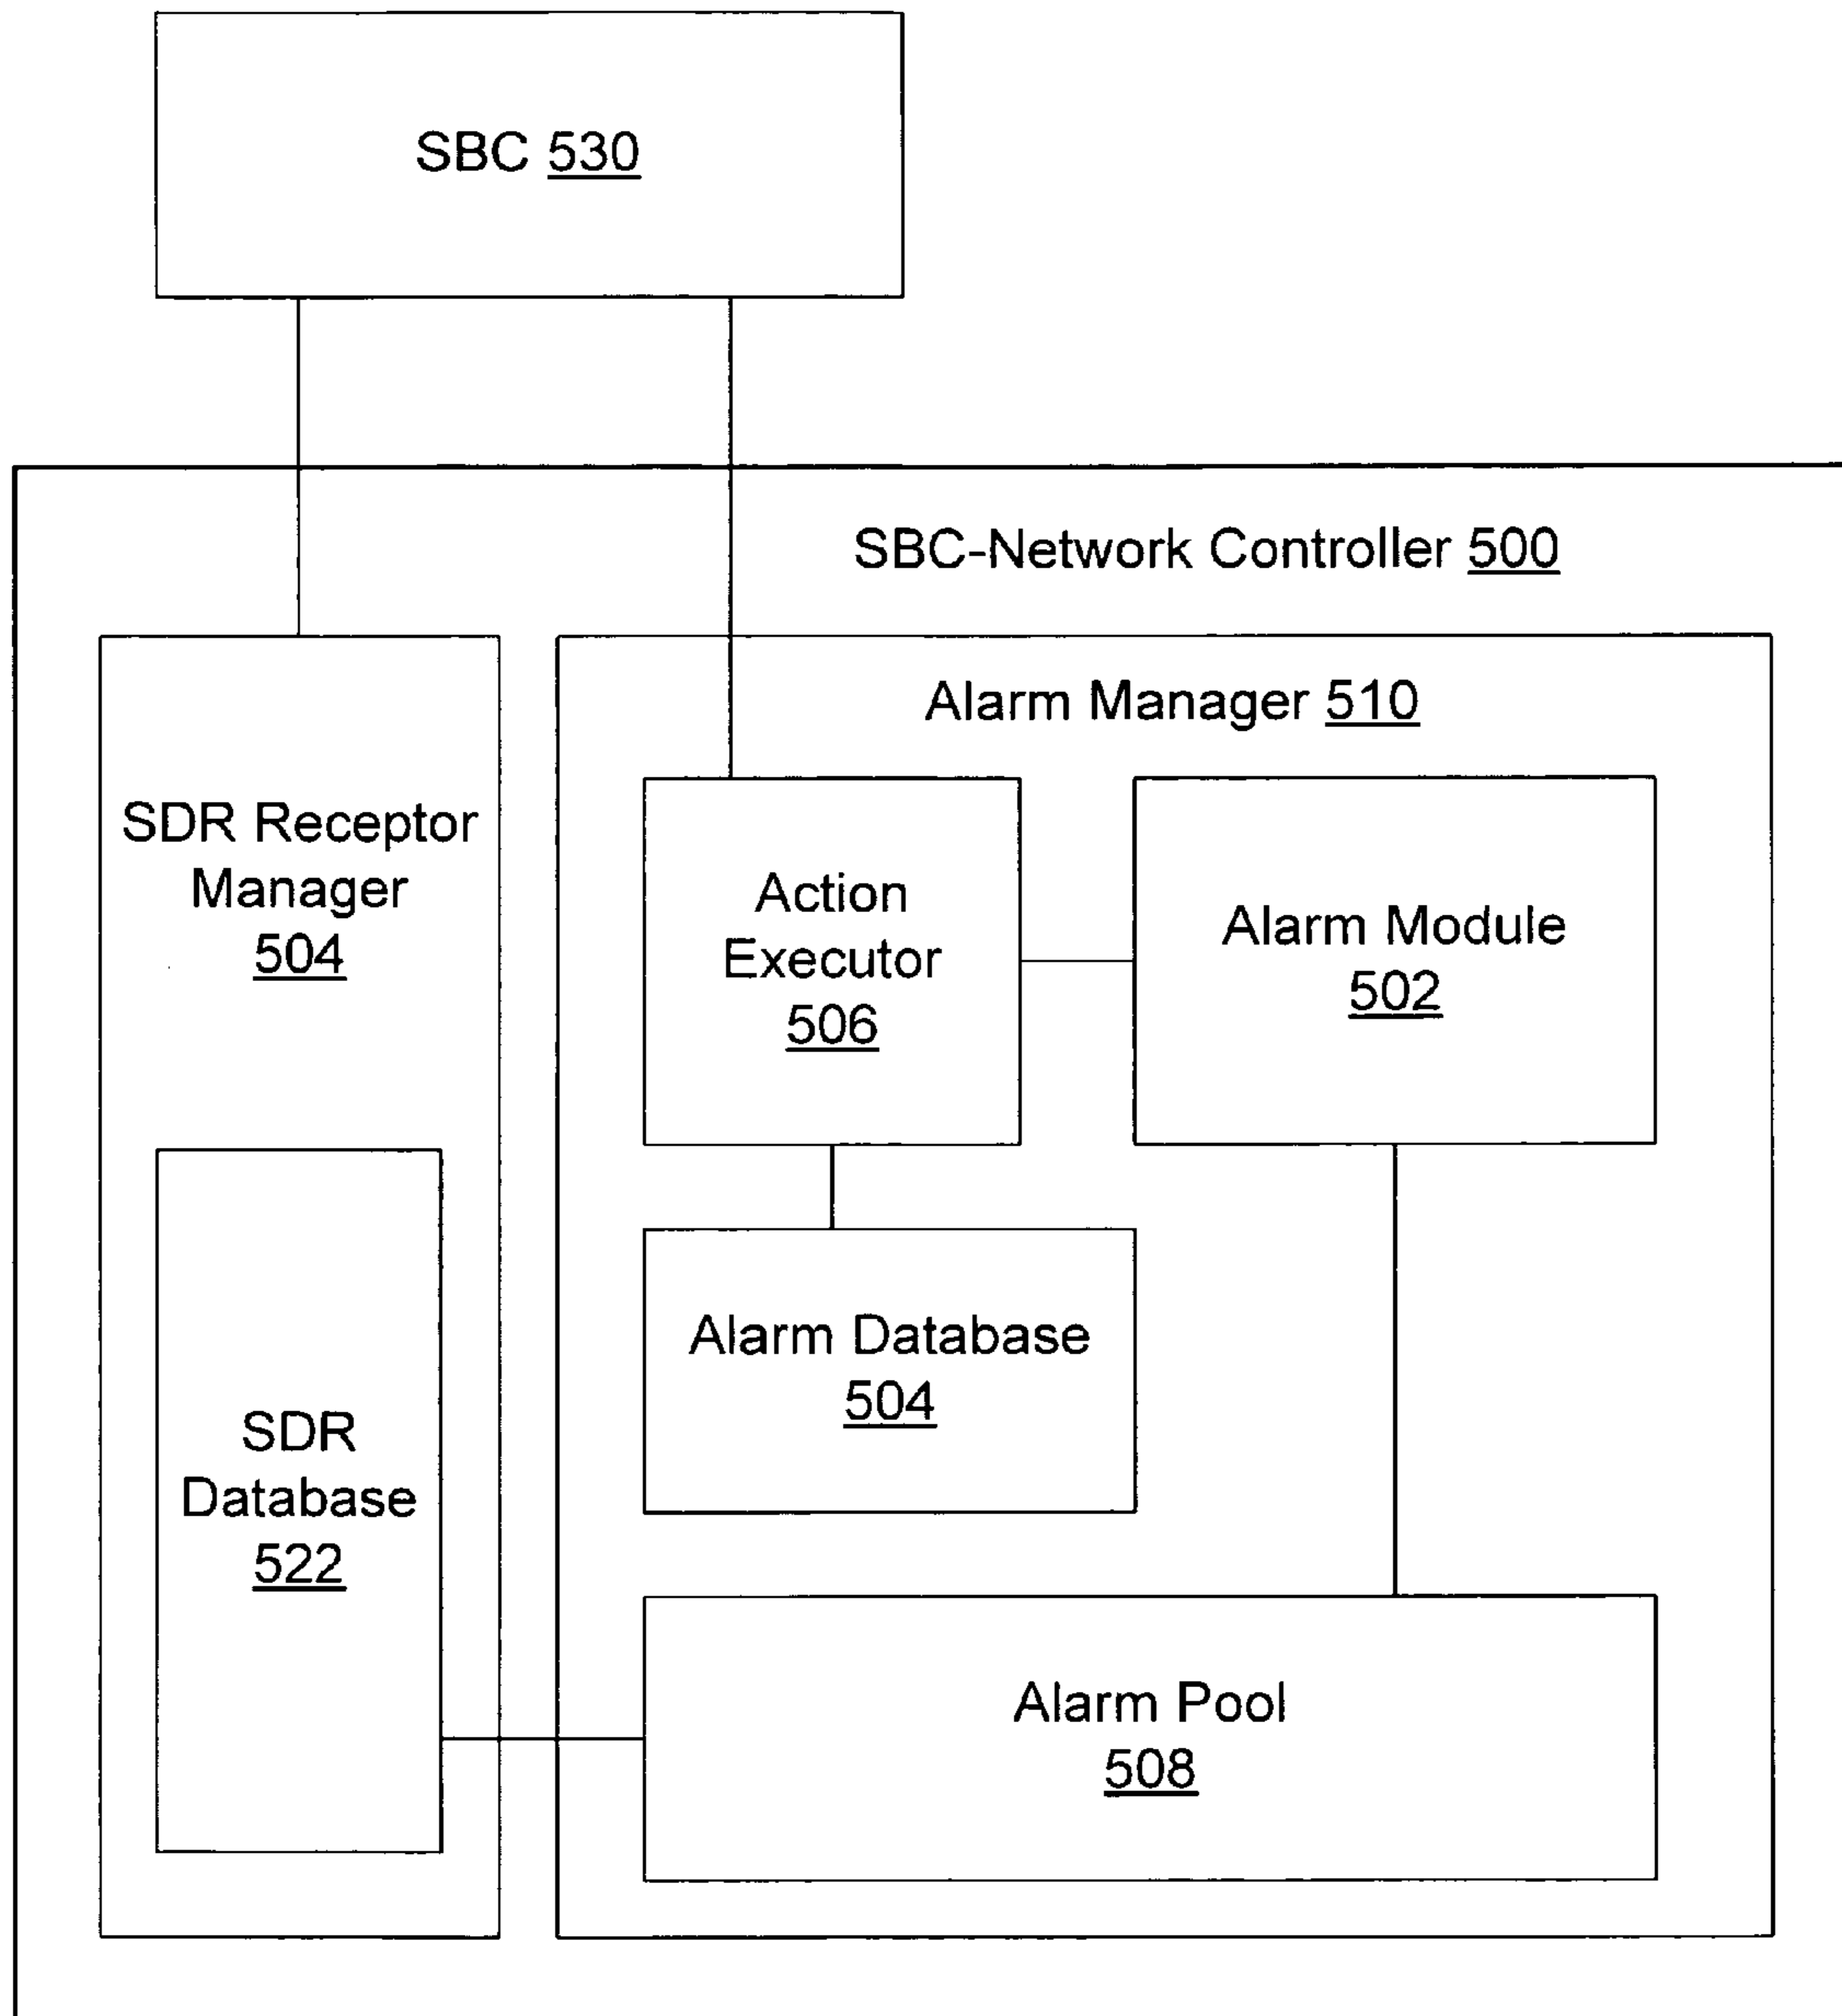 SBC 530
SBC-Network Controller 500
Alarm Manager 510
SDR Receptor
Manager
504
Action
Executor
506
Alarm Module
502
Alarm Database
504
SDR
Database
522
Alarm Pool
508